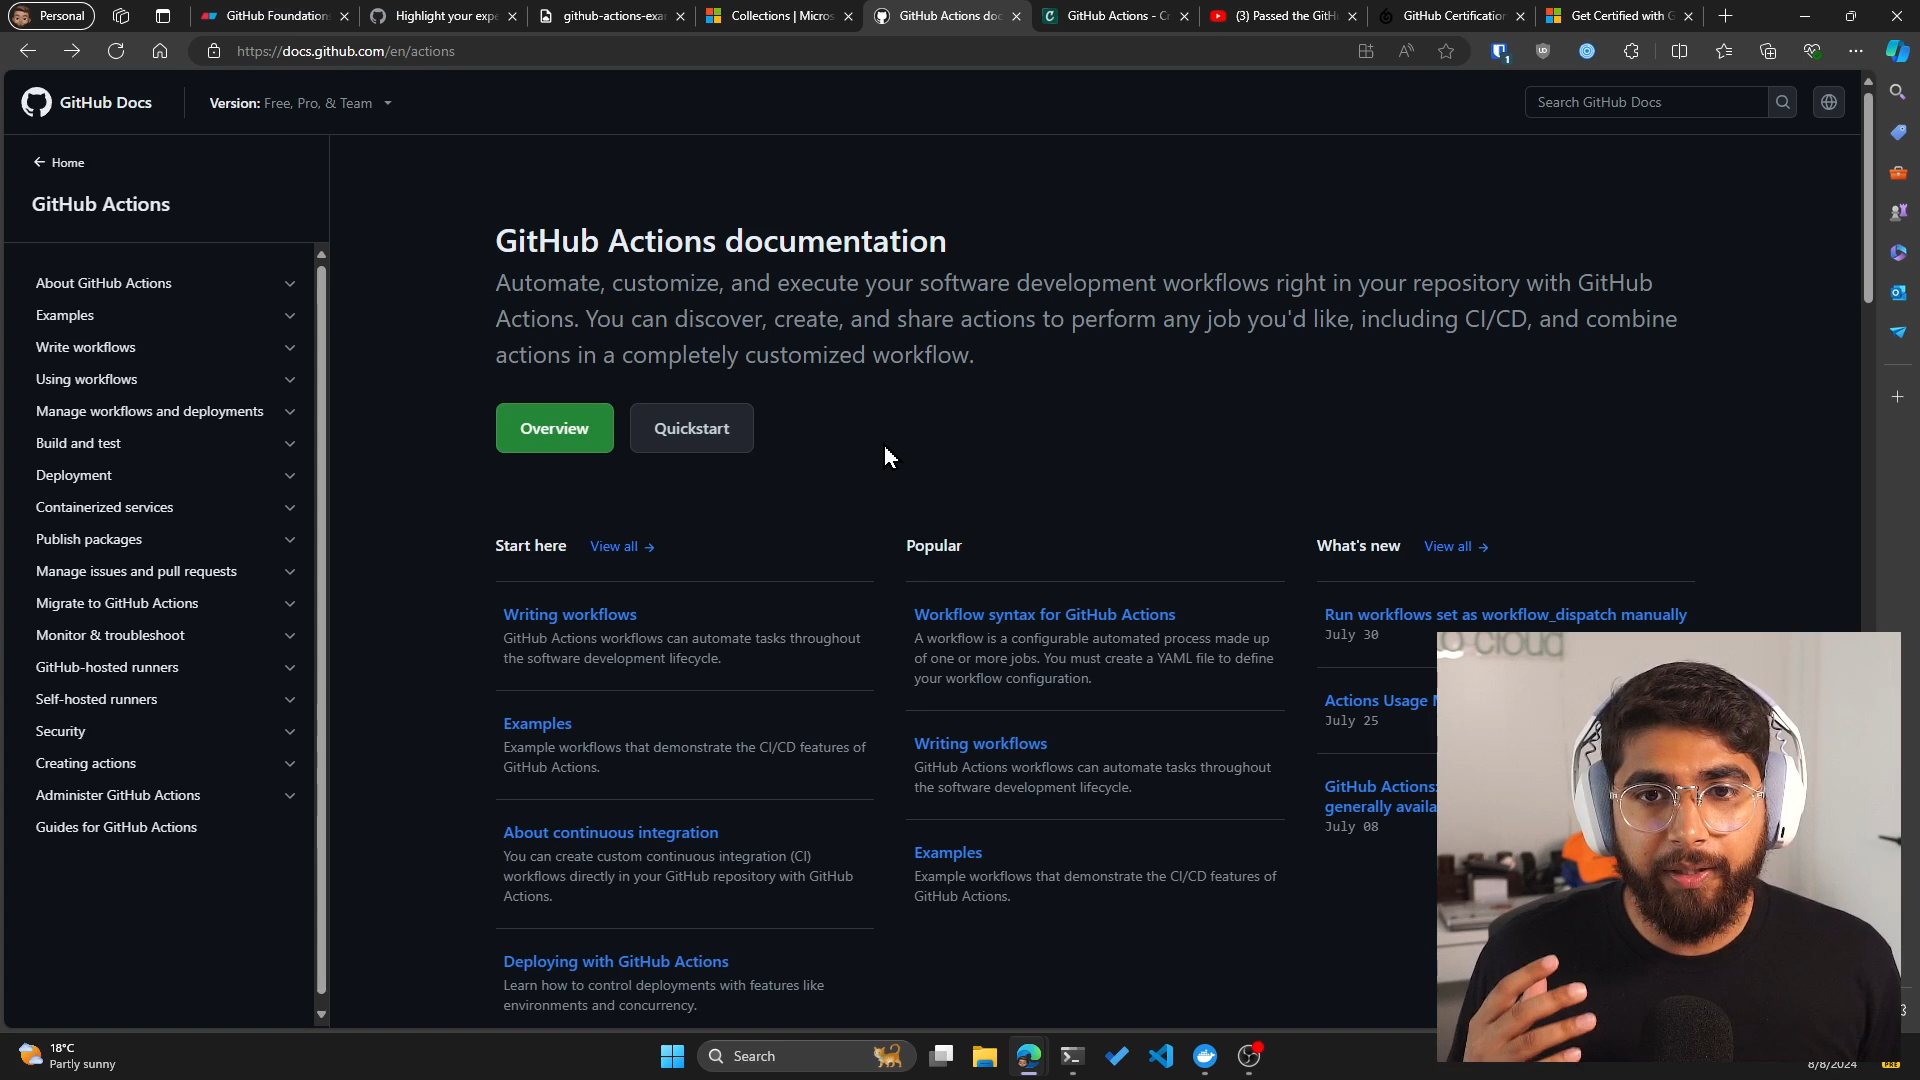 Personal
GitHub Foundation
Highlight your exp
github-actions-exa
Collections | Micros
GitHub Actions doc
GitHub Actions - Cr
(3) Passed the GitH
GitHub Certification
Get Certified with G
https://docs.github.com/en/actions
GitHub Docs
Version: Free, Pro, & Team
Search GitHub Docs
Home
GitHub Actions
About GitHub Actions
Examples
Write workflows
Using workflows
Manage workflows and deployments
Build and test
Deployment
Containerized services
Publish packages
Manage issues and pull requests
Migrate to GitHub Actions
Monitor & troubleshoot
GitHub-hosted runners
Self-hosted runners
Security
Creating actions
Administer GitHub Actions
Guides for GitHub Actions
GitHub Actions documentation
Automate, customize, and execute your software development workflows right in your repository with GitHub
Actions. You can discover, create, and share actions to perform any job you'd like, including CI/CD, and combine
actions in a completely customized workflow.
Overview
Quickstart
Start here
View all →
Writing workflows
GitHub Actions workflows can automate tasks throughout
the software development lifecycle.
Examples
Example workflows that demonstrate the CI/CD features of
GitHub Actions.
About continuous integration
You can create custom continuous integration (CI)
workflows directly in your GitHub repository with GitHub
Actions.
Deploying with GitHub Actions
Learn how to control deployments with features like
environments and concurrency.
Popular
Workflow syntax for GitHub Actions
A workflow is a configurable automated process made up
of one or more jobs. You must create a YAML file to define
your workflow configuration.
Writing workflows
GitHub Actions workflows can automate tasks throughout
the software development lifecycle.
Examples
Example workflows that demonstrate the CI/CD features of
GitHub Actions.
What's new
View all →
Run workflows set as workflow_dispatch manually
July 30
Actions Usage
July 25
GitHub Actions:
generally availa
July 08
to cloud
18°C
Partly sunny
Search
8/8/2024
PRE